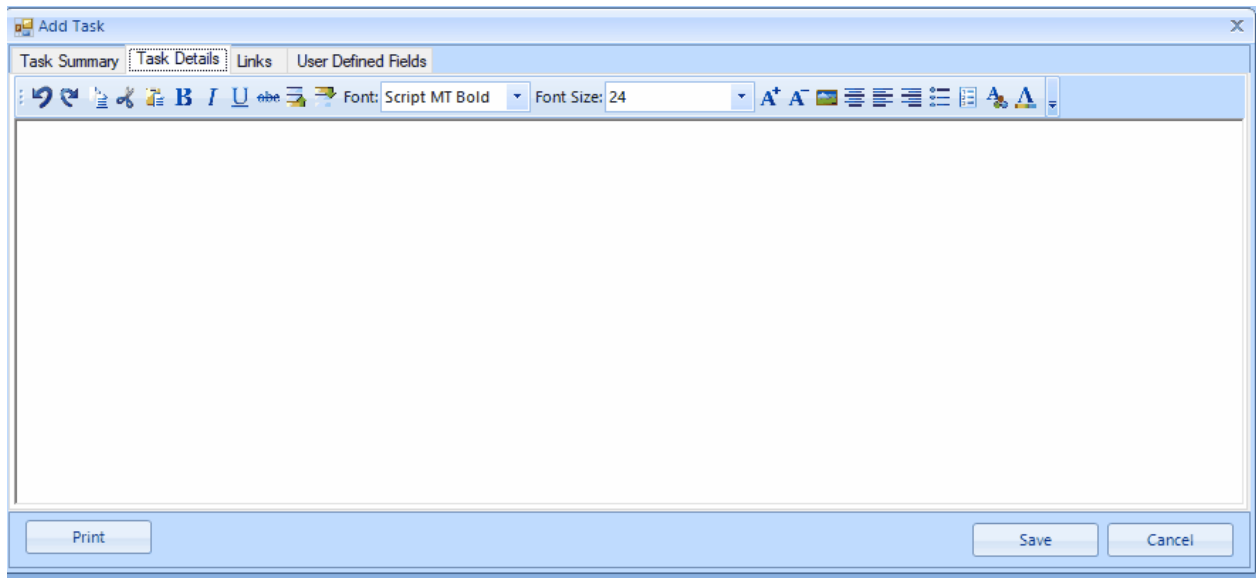 Add Task
Task Summary Task Details Links User Defined Fields
B I U abc Font: Script MT Bold Font Size: 24 A+ A- A A
Print Save Cancel